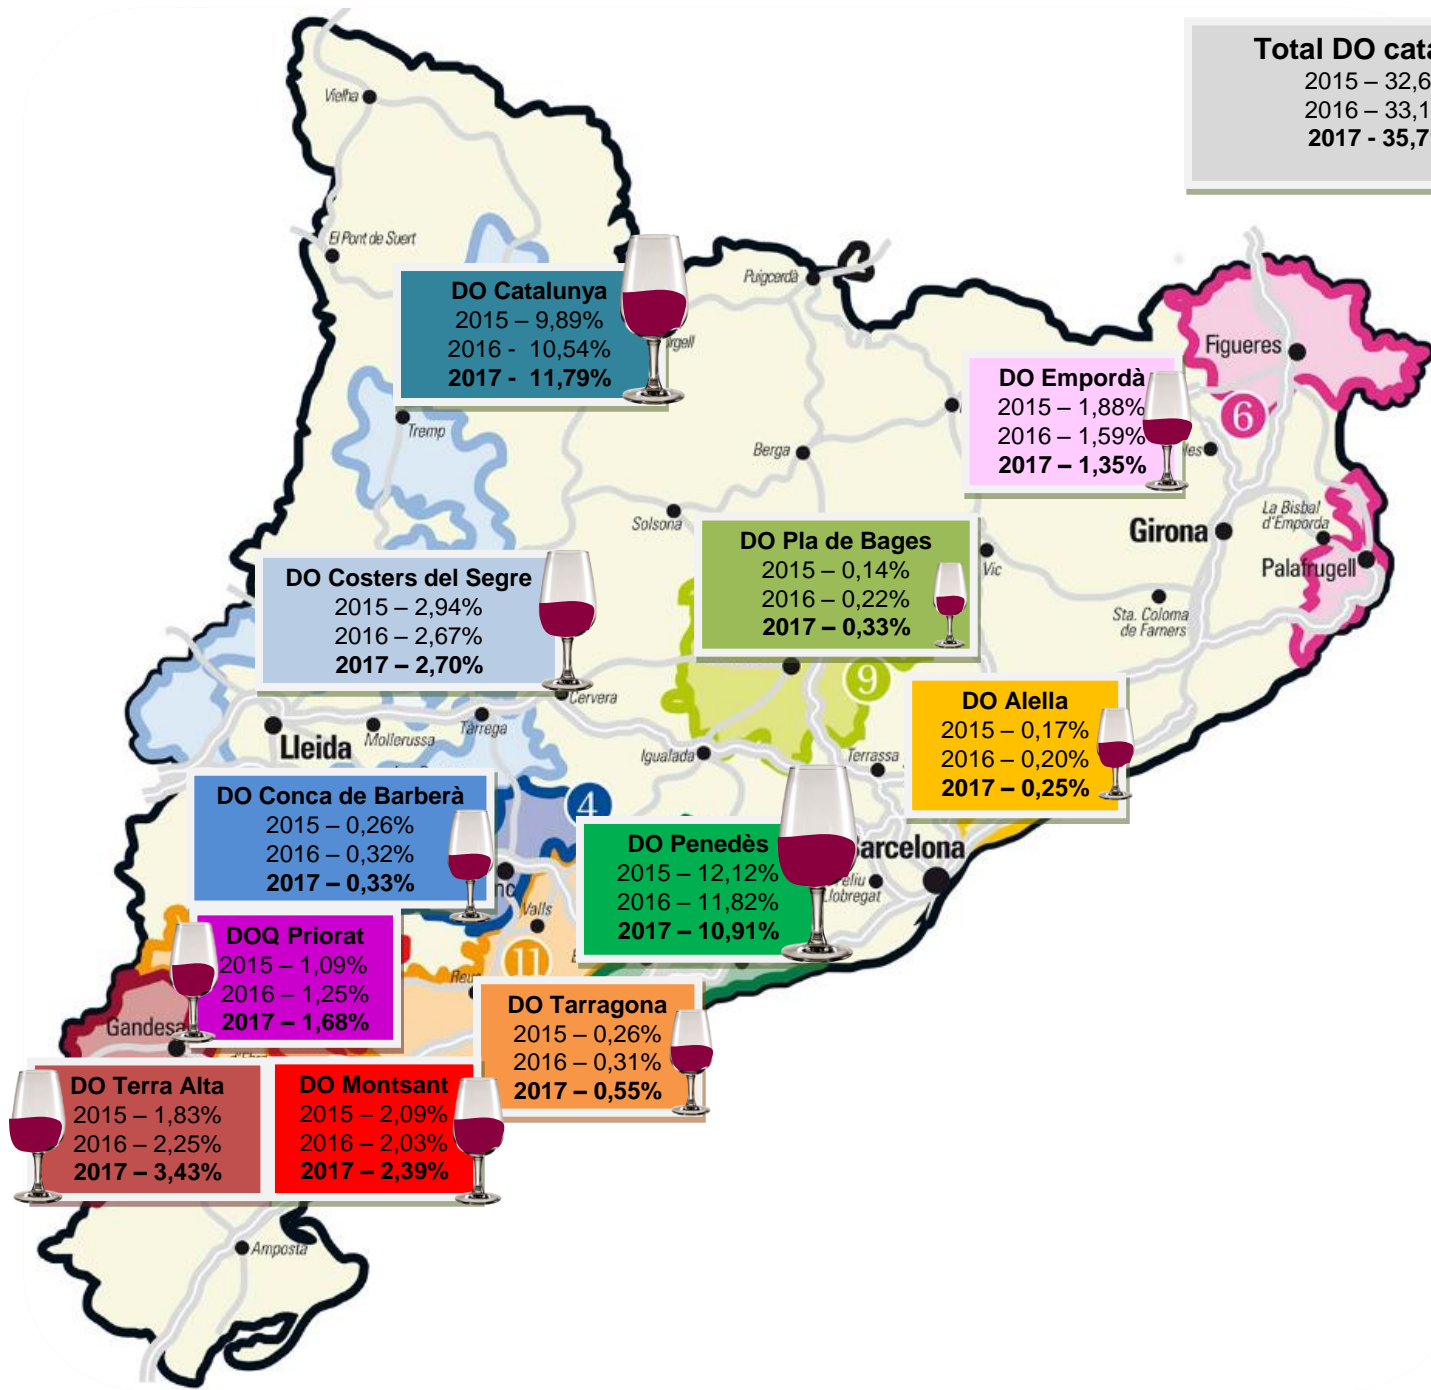 Total DO cata
2015 – 32,6
2016 – 33,1
2017 - 35,7
Vielha
El Pont de Suert
Puigcerdà
DO Catalunya
2015 – 9,89%
2016 - 10,54%
2017 - 11,79%
rgell
Figueres
6
DO Empordà
2015 – 1,88%
2016 – 1,59%
2017 – 1,35%
les
Tremp
Berga
Solsona
La Bisbal
d'Emporda
Girona
Palafrugell
DO Pla de Bages
2015 – 0,14%
2016 – 0,22%
2017 – 0,33%
Vic
Sta. Coloma
de Farners
DO Costers del Segre
2015 – 2,94%
2016 – 2,67%
2017 – 2,70%
9
Cervera
DO Alella
2015 – 0,17%
2016 – 0,20%
2017 – 0,25%
Lleida
Mollerussa
Tàrrega
Igualada
Terrassa
DO Conca de Barberà
2015 – 0,26%
2016 – 0,32%
2017 – 0,33%
4
DO Penedès
2015 – 12,12%
2016 – 11,82%
2017 – 10,91%
Barcelona
Feliu
Llobregat
nc
Valls
11
DOQ Priorat
2015 – 1,09%
2016 – 1,25%
2017 – 1,68%
Reus
Gandesa
DO Tarragona
2015 – 0,26%
2016 – 0,31%
2017 – 0,55%
DO Terra Alta
2015 – 1,83%
2016 – 2,25%
2017 – 3,43%
DO Montsant
2015 – 2,09%
2016 – 2,03%
2017 – 2,39%
Amposta